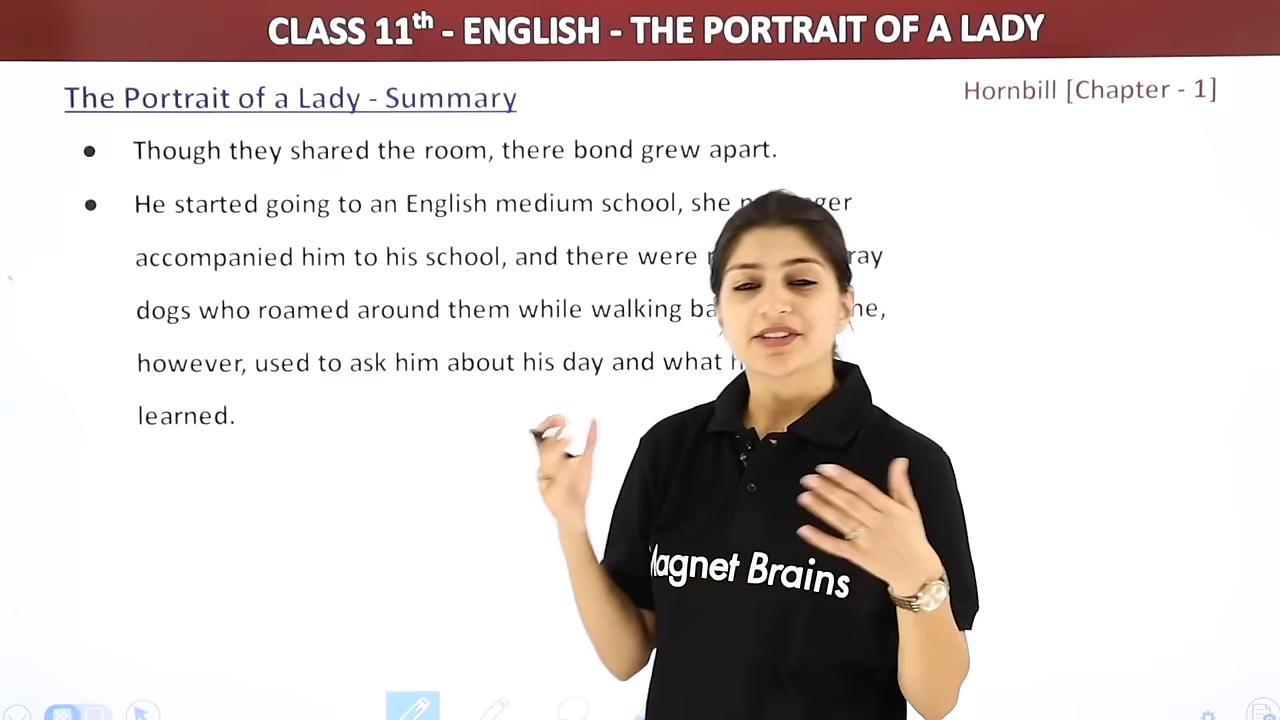 CLASS 11th - ENGLISH - THE PORTRAIT OF A LADY
The Portrait of a Lady - Summary
Hornbill [Chapter - 1]
● Though they shared the room, there bond grew apart.
● He started going to an English medium school, she
accompanied him to his school, and there were
dogs who roamed around them while walking
however, used to ask him about his day and what
learned.
Magnet Brains